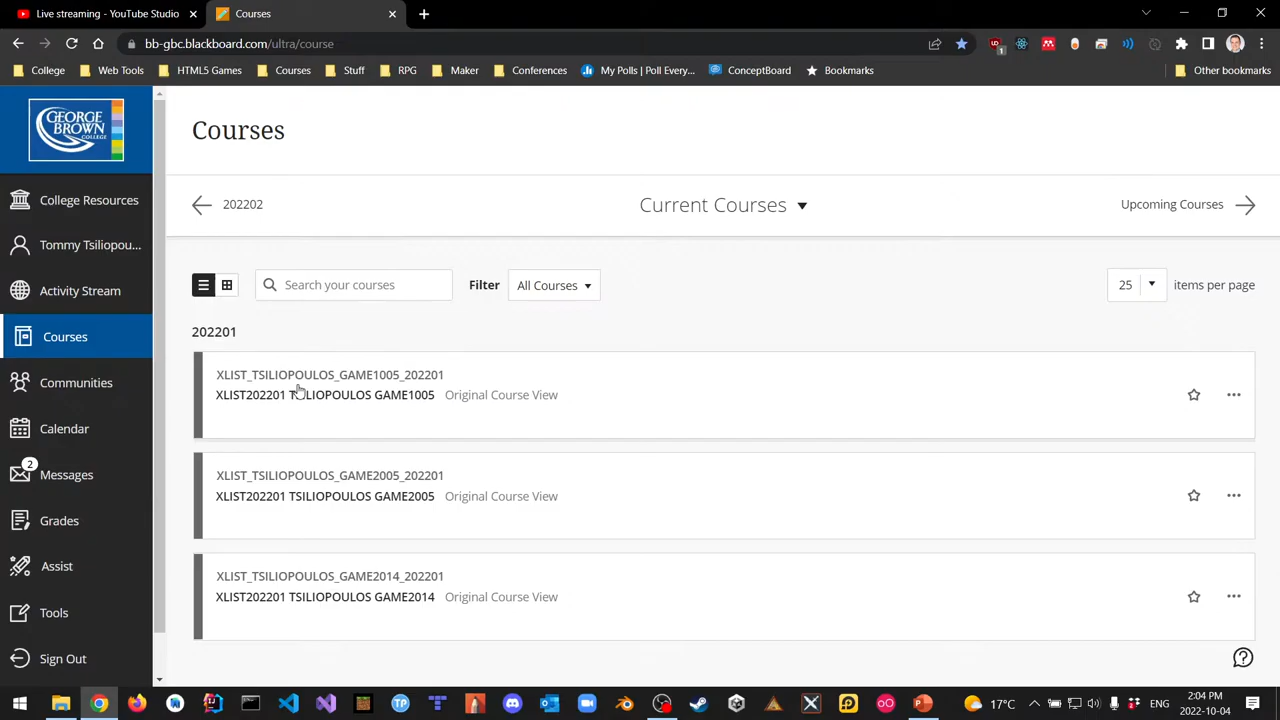 Live streaming - YouTube Studio
Courses
bb-gbc.blackboard.com/ultra/course
1
College
Web Tools
HTML5 Games
Courses
Stuff
RPG
Maker
Conferences
My Polls | Poll Every...
ConceptBoard
Bookmarks
Other bookmarks
GEORGE
BROWN
COLLEGE
College Resources
Tommy Tsiliopou...
Activity Stream
Courses
Communities
Calendar
2
Messages
Grades
Assist
Tools
Sign Out
Courses
202202
Current Courses
Upcoming Courses
Search your courses
Filter
All Courses
25
items per page
202201
XLIST_TSILIOPOULOS_GAME1005_202201
XLIST202201 TSILIOPOULOS GAME1005 Original Course View
XLIST_TSILIOPOULOS_GAME2005_202201
XLIST202201 TSILIOPOULOS GAME2005 Original Course View
XLIST_TSILIOPOULOS_GAME2014_202201
XLIST202201 TSILIOPOULOS GAME2014 Original Course View
17°C
ENG
2:04 PM
2022-10-04